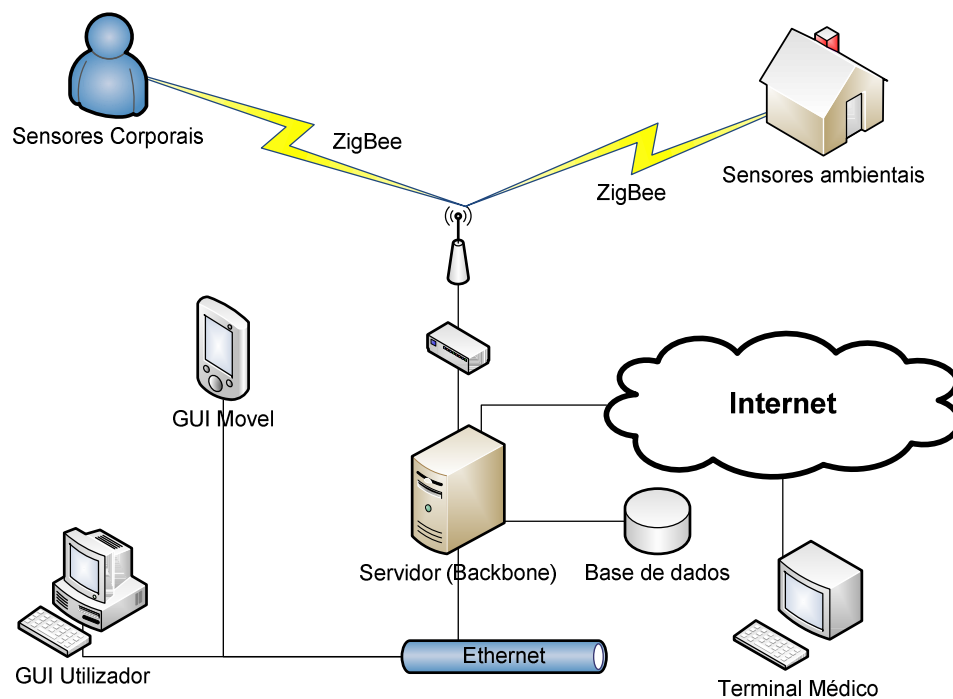 Sensores Corporais
ZigBee
ZigBee
Sensores ambientais
GUI Movel
Internet
Servidor (Backbone)
Base de dados
Ethernet
GUI Utilizador
Terminal Médico